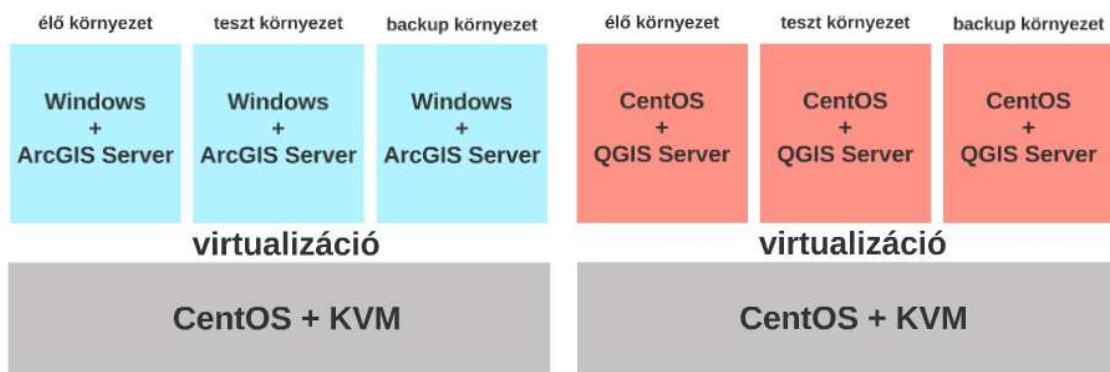 élő környezet
teszt környezet
backup környezet
Windows
+
ArcGIS Server
Windows
+
ArcGIS Server
Windows
+
ArcGIS Server
virtualizáció
CentOS + KVM
élő környezet
teszt környezet
backup környezet
CentOS
+
QGIS Server
CentOS
+
QGIS Server
CentOS
+
QGIS Server
virtualizáció
CentOS + KVM